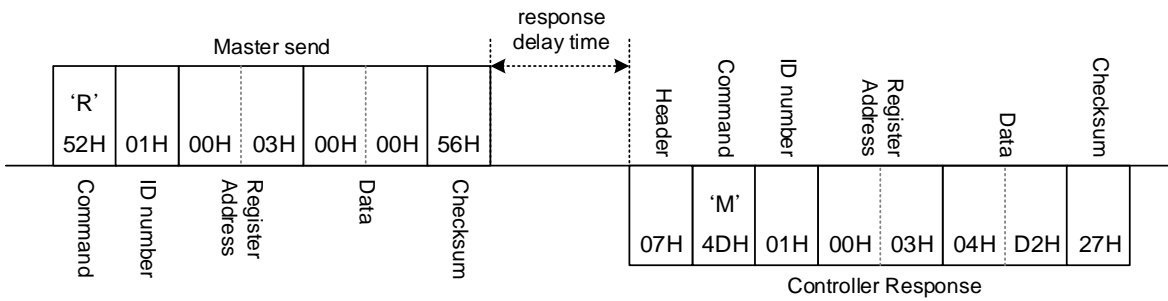 response
delay time
Master send
'R'
52H 01H 00H 03H 00H 00H 56H
Command
ID number
Register
Address
Data
Checksum
Header
Command
ID number
Register
Address
Data
Checksum
'M'
07H 4DH 01H 00H 03H 04H D2H 27H
Controller Response